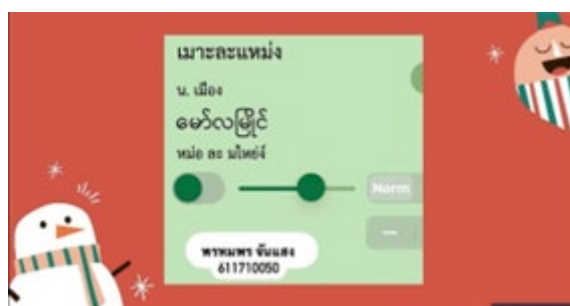 เมาะละแหม่ง
น. เมือง
မော်လမြိုင်
หม่อ ละ มไหย่ง์
Norm
พรหมพร จันแสง
611710050